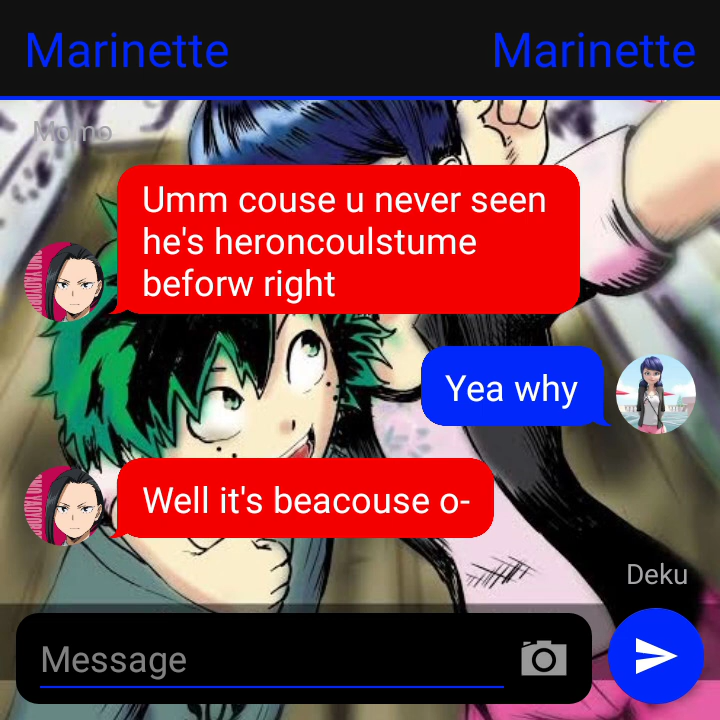 Marinette Marinette
Momo
Umm couse u never seen
he's heroncoulstume
beforw right
Yea why
Well it's beacouse o-
Deku
Message